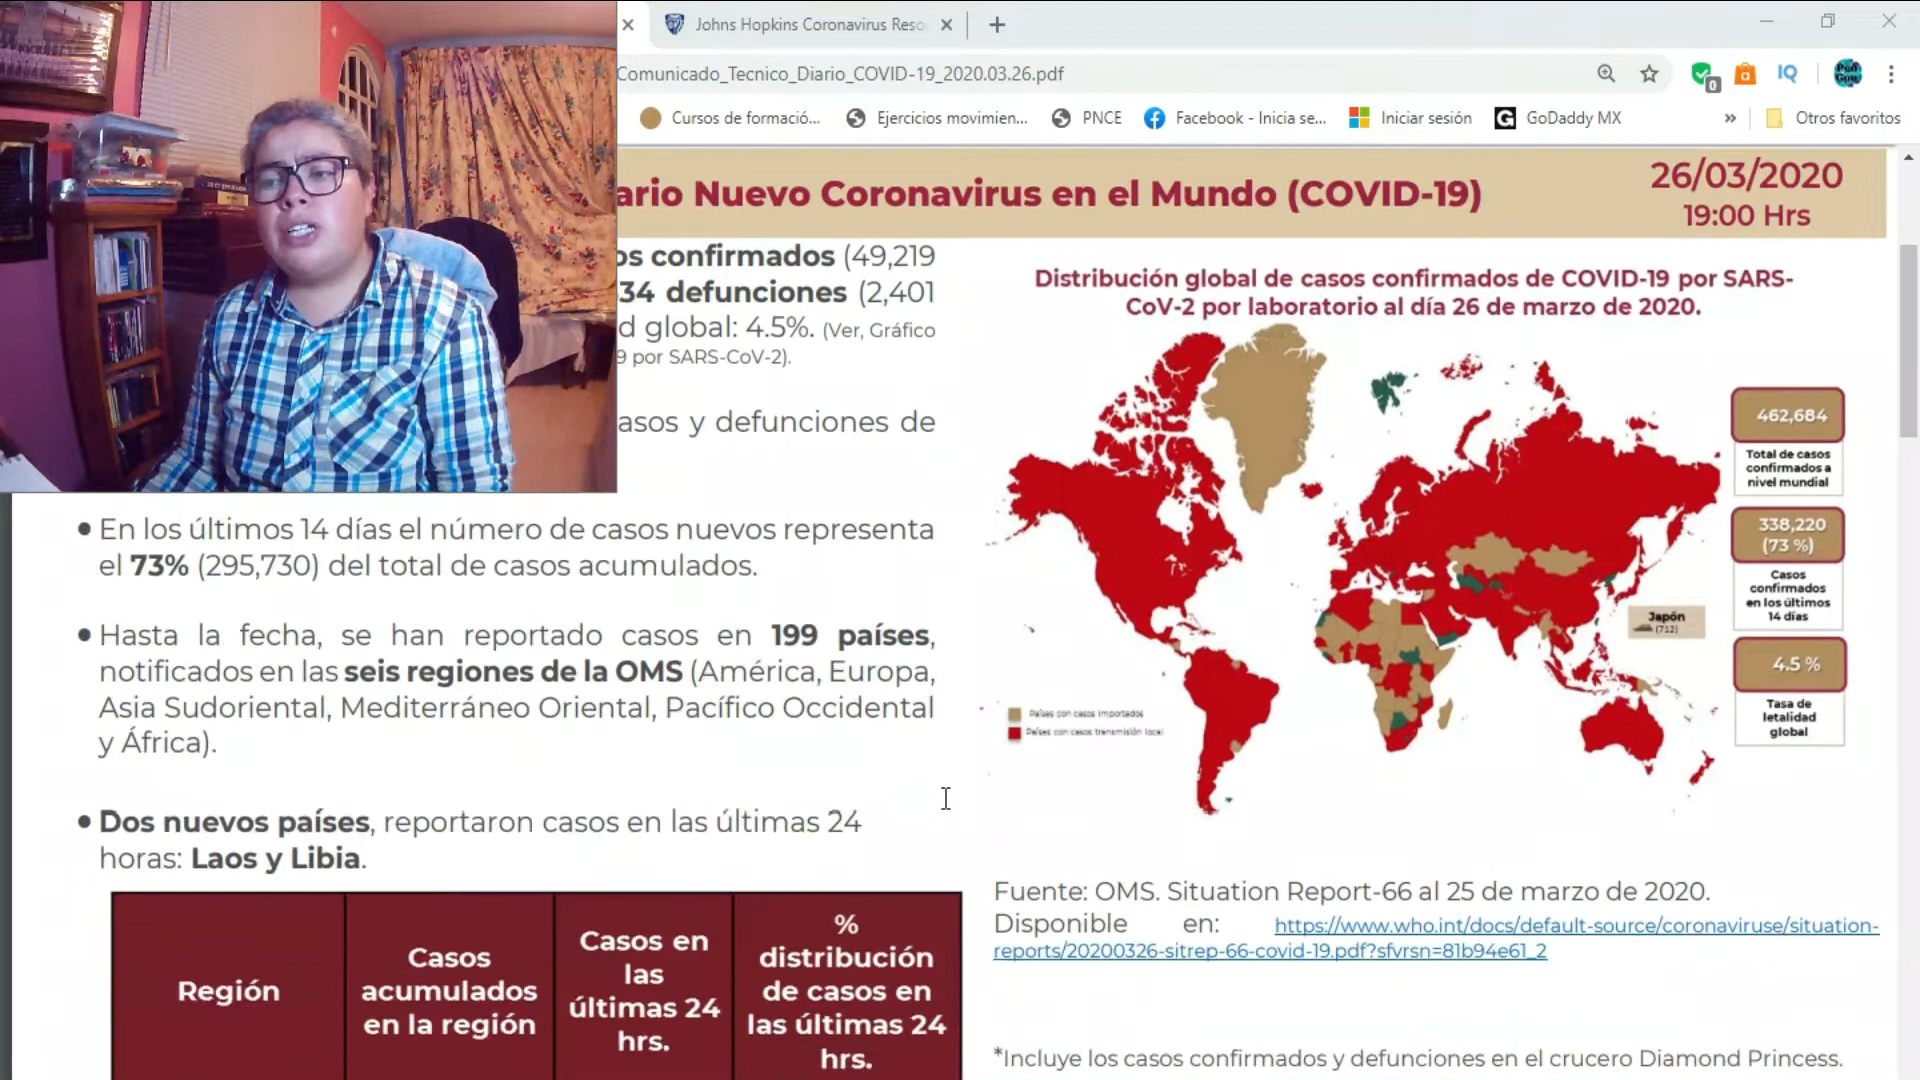 Johns Hopkins Coronavirus Reso
Comunicado_Tecnico_Diario_COVID-19_2020.03.26.pdf
0
Cursos de formació...
Ejercicios movimien...
PNCE
Facebook - Inicia se...
Iniciar sesión
GoDaddy MX
»
Otros favoritos
ario Nuevo Coronavirus en el Mundo (COVID-19)
26/03/2020
19:00 Hrs
os confirmados (49,219
34 defunciones (2,401
d global: 4.5%. (Ver, Gráfico
9 por SARS-CoV-2).
asos y defunciones de
• En los últimos 14 días el número de casos nuevos representa
el 73% (295,730) del total de casos acumulados.
• Hasta la fecha, se han reportado casos en 199 países,
notificados en las seis regiones de la OMS (América, Europa,
Asia Sudoriental, Mediterráneo Oriental, Pacífico Occidental
y África).
• Dos nuevos países, reportaron casos en las últimas 24
horas: Laos y Libia.
Región
Casos
acumulados
en la región
Casos en
las
últimas 24
hrs.
%
distribución
de casos en
las últimas 24
hrs.
Distribución global de casos confirmados de COVID-19 por SARS-
CoV-2 por laboratorio al día 26 de marzo de 2020.
462,684
Total de casos
confirmados a
nivel mundial
338,220
(73 %)
Casos
confirmados
en los últimos
14 días
4.5 %
Tasa de
letalidad
global
Japón
(712)
Países con casos importados
Países con casos transmisión local
Fuente: OMS. Situation Report-66 al 25 de marzo de 2020.
Disponible en: https://www.who.int/docs/default-source/coronaviruse/situation-
reports/20200326-sitrep-66-covid-19.pdf?sfvrsn=81b94e61_2
*Incluye los casos confirmados y defunciones en el crucero Diamond Princess.